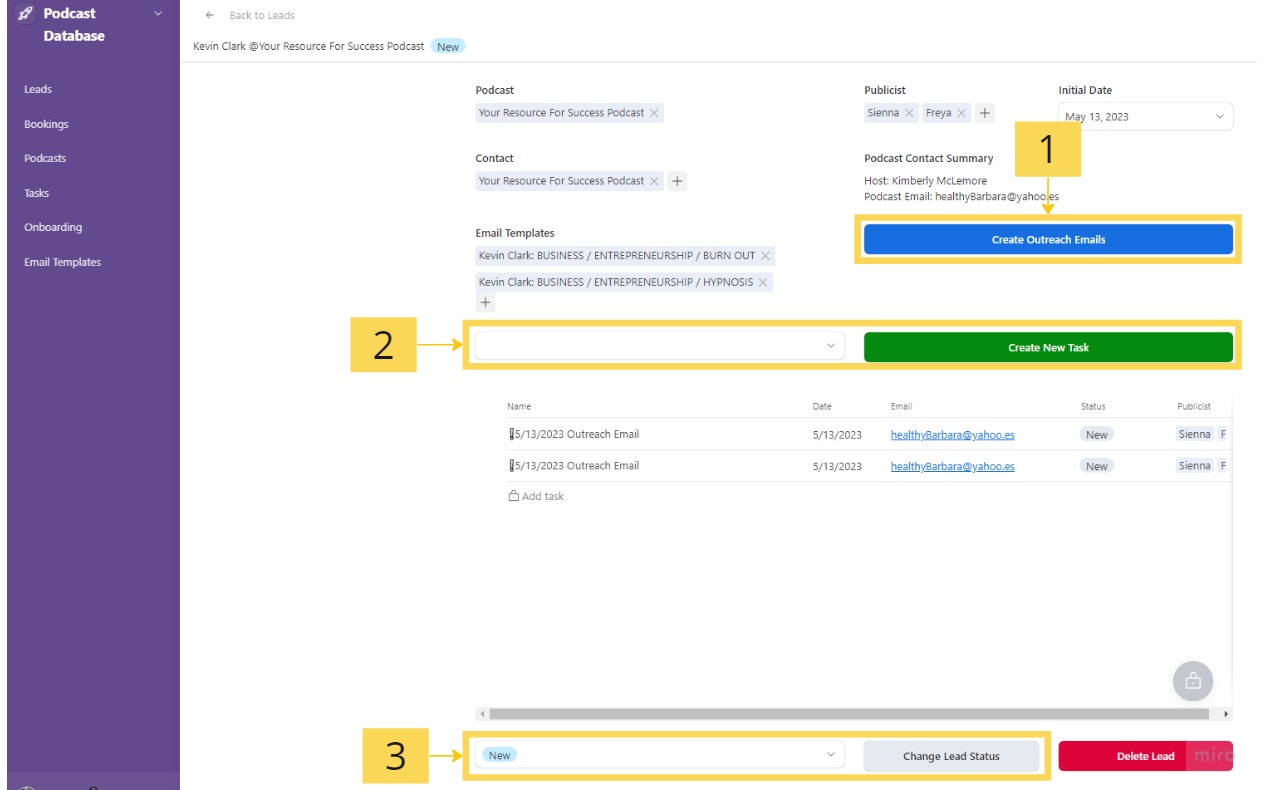 Podcast
Database
Leads
Bookings
Podcasts
Tasks
Onboarding
Email Templates
Back to Leads
Kevin Clark @Your Resource For Success Podcast New
Podcast
Your Resource For Success Podcast
Contact
Your Resource For Success Podcast
Email Templates
Kevin Clark: BUSINESS / ENTREPRENEURSHIP / BURN OUT
Kevin Clark: BUSINESS / ENTREPRENEURSHIP / HYPNOSIS
Publicist
Sienna Freya
Initial Date
May 13, 2023
Podcast Contact Summary
Host: Kimberly McLemore
Podcast Email: healthyBarbara@yahoo.es
1
Create Outreach Emails
2
Create New Task
Name Date Email Status Publicist
5/13/2023 Outreach Email 5/13/2023 healthyBarbara@yahoo.es New Sienna F
5/13/2023 Outreach Email 5/13/2023 healthyBarbara@yahoo.es New Sienna F
Add task
3
New
Change Lead Status
Delete Lead
miro